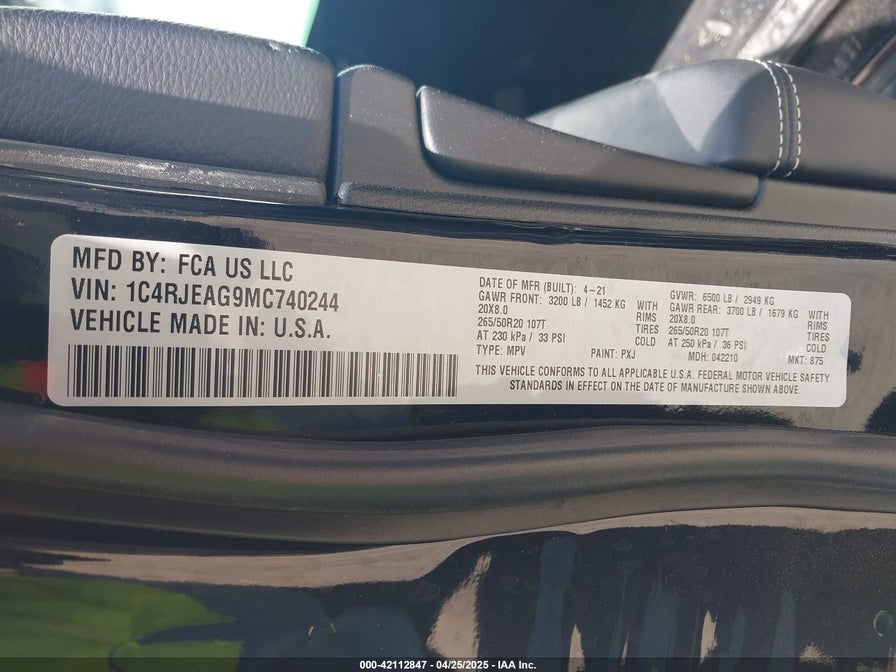 MFD BY: FCA US LLC
VIN: 1C4RJEAG9MC740244
VEHICLE MADE IN: U.S.A.
DATE OF MFR (BUILT): 4-21 GVWR: 6500 LB / 2949 KG
GAWR FRONT: 3200 LB / 1452 KG WITH GAWR REAR: 3700 LB / 1679 KG WITH
20X8.0 RIMS 20X8.0 RIMS
265/50R20 107T TIRES 265/50R20 107T TIRES
AT 230 kPa / 33 PSI COLD AT 250 kPa / 36 PSI COLD
TYPE: MPV PAINT: PXJ MDH: 042210 MKT: 875
THIS VEHICLE CONFORMS TO ALL APPLICABLE U.S.A. FEDERAL MOTOR VEHICLE SAFETY
STANDARDS IN EFFECT ON THE DATE OF MANUFACTURE SHOWN ABOVE.
000-42112847 - 04/25/2025 - IAA Inc.